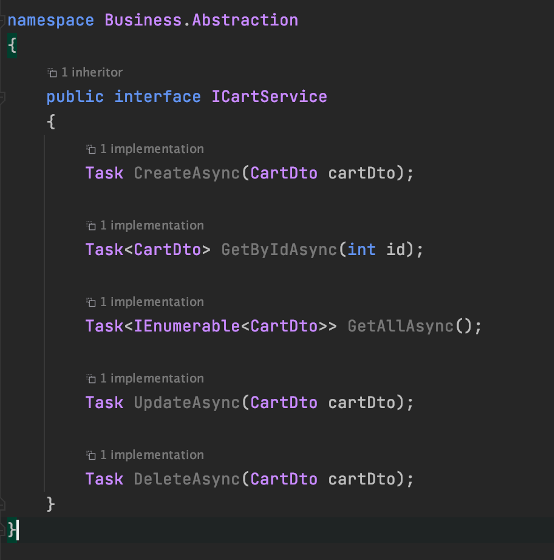 namespace Business.Abstraction
{
1 inheritor
public interface ICartService
{
1 implementation
Task CreateAsync(CartDto cartDto);
1 implementation
Task<CartDto> GetByIdAsync(int id);
1 implementation
Task<IEnumerable<CartDto>> GetAllAsync();
1 implementation
Task UpdateAsync(CartDto cartDto);
1 implementation
Task DeleteAsync(CartDto cartDto);
}
}